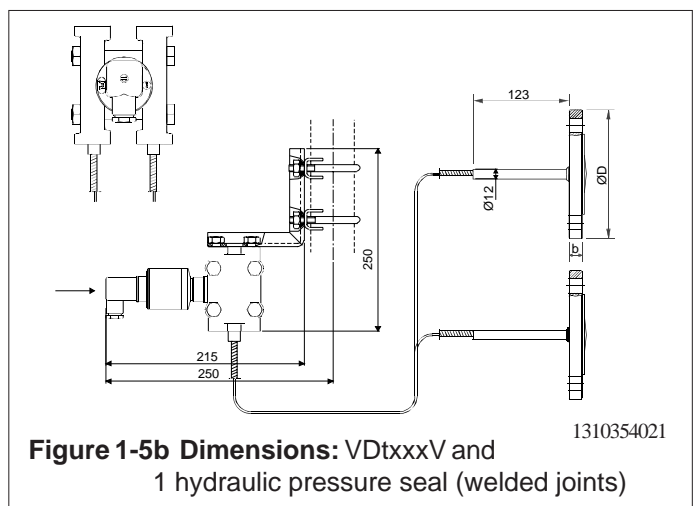 123
ØD
Ø12
b
250
215
250
1310354021
Figure 1-5b Dimensions: VDtxxxV and
1 hydraulic pressure seal (welded joints)